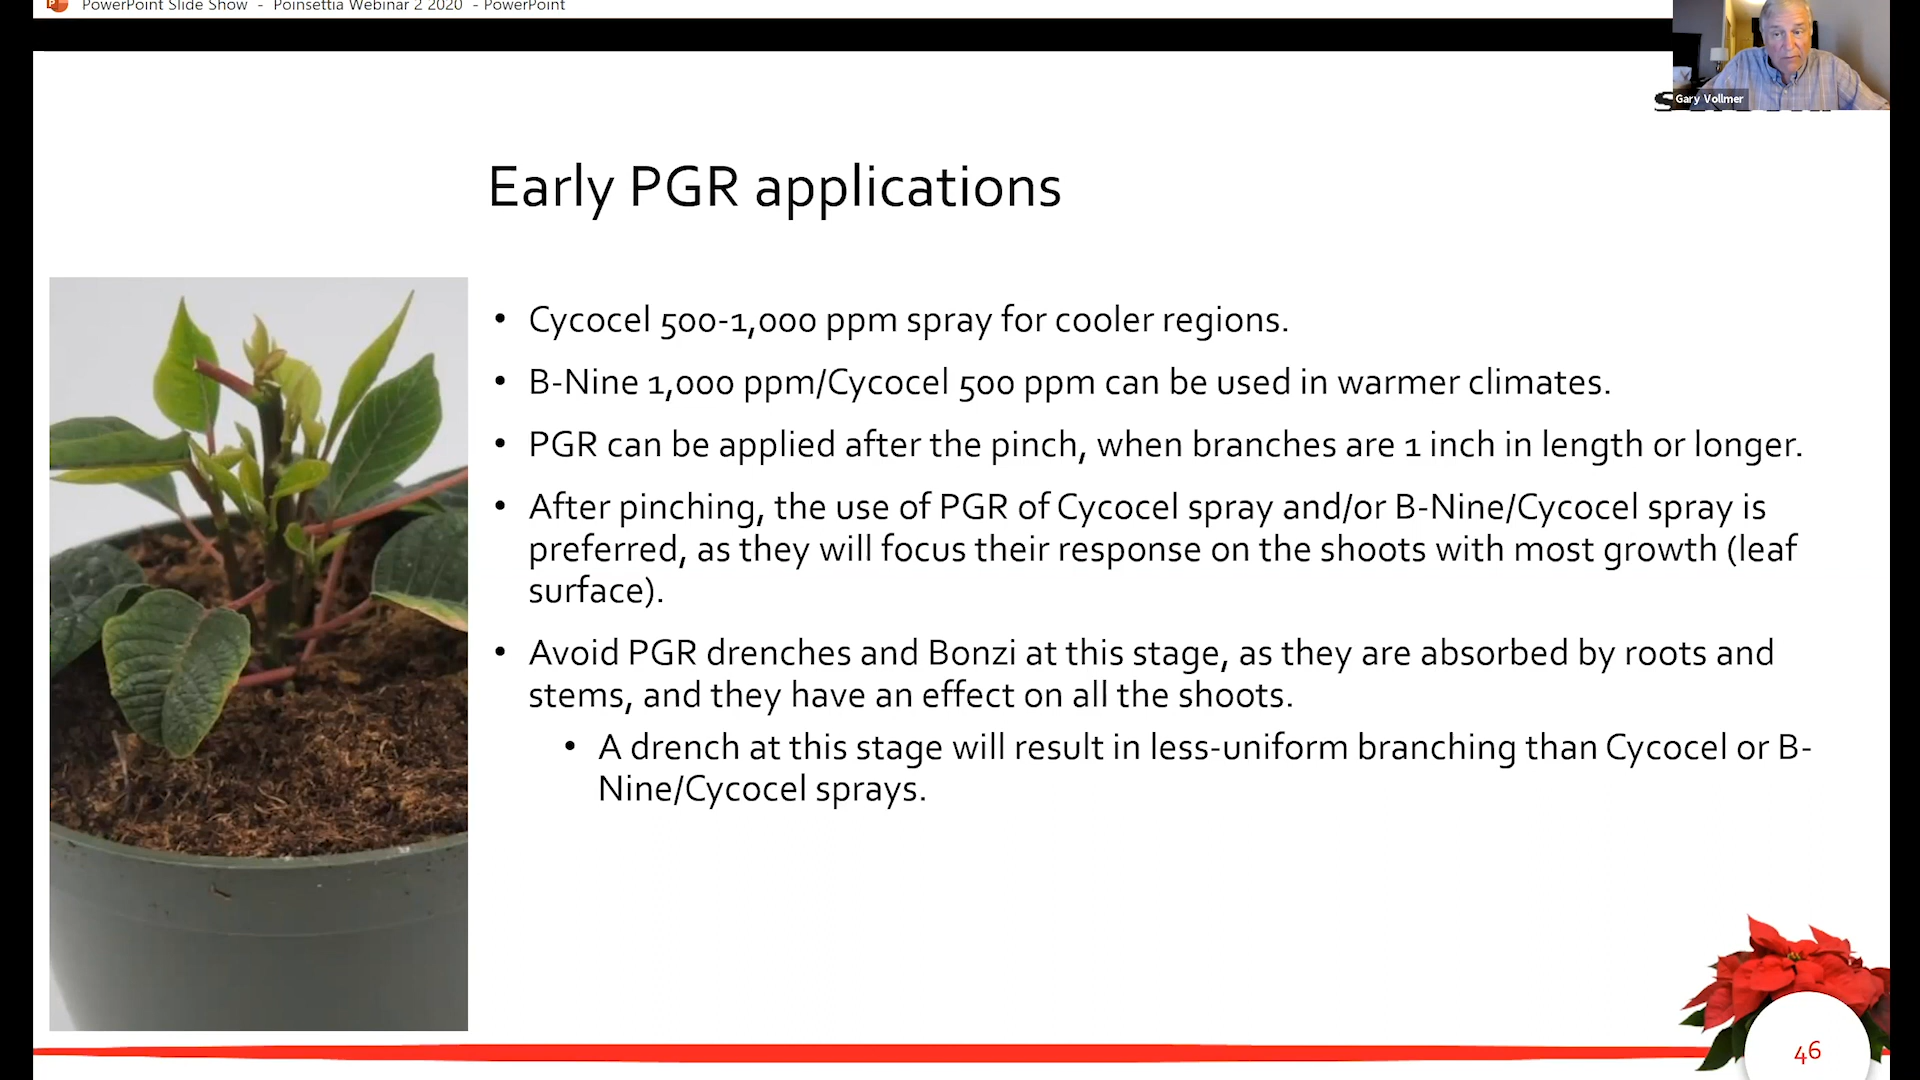 PowerPoint Slide Show - Poinsettia Webinar 2 2020 - PowerPoint
Gary Vollmer
Early PGR applications
• Cycocel 500-1,000 ppm spray for cooler regions.
• B-Nine 1,000 ppm/Cycocel 500 ppm can be used in warmer climates.
• PGR can be applied after the pinch, when branches are 1 inch in length or longer.
• After pinching, the use of PGR of Cycocel spray and/or B-Nine/Cycocel spray is
preferred, as they will focus their response on the shoots with most growth (leaf
surface).
• Avoid PGR drenches and Bonzi at this stage, as they are absorbed by roots and
stems, and they have an effect on all the shoots.
• A drench at this stage will result in less-uniform branching than Cycocel or B-
Nine/Cycocel sprays.
46